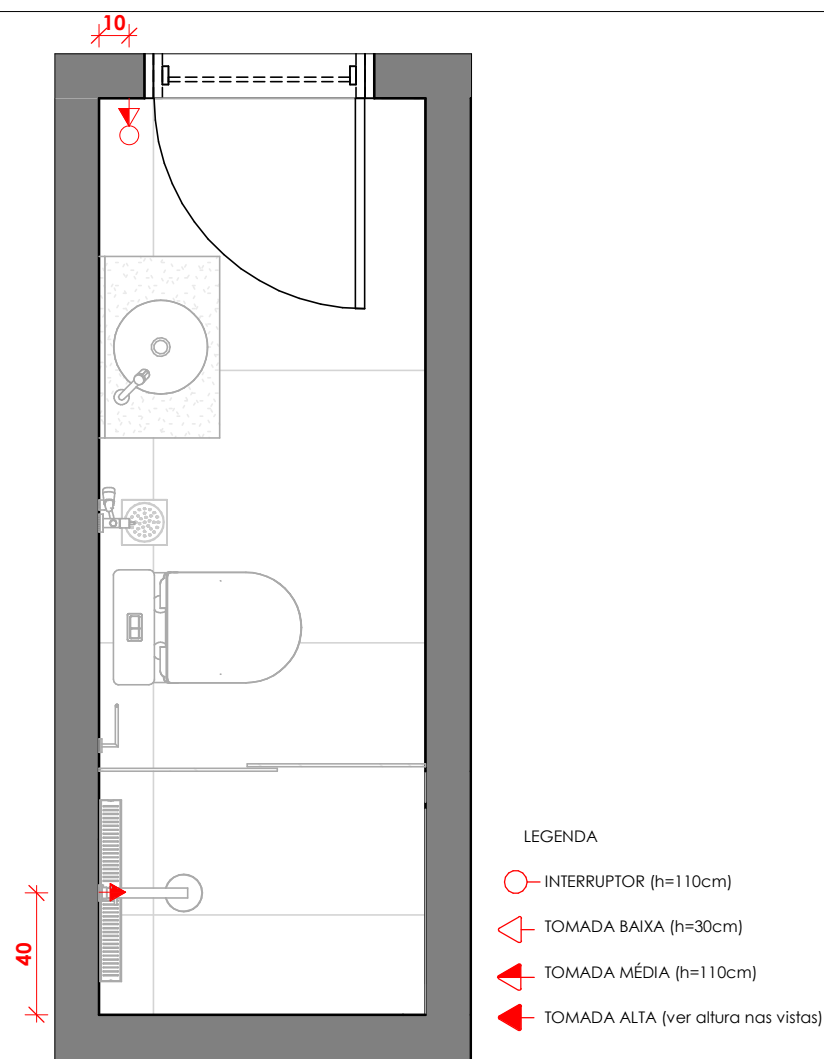 10
40
LEGENDA
INTERRUPTOR (h=110cm)
TOMADA BAIXA (h=30cm)
TOMADA MÉDIA (h=110cm)
TOMADA ALTA (ver altura nas vistas)